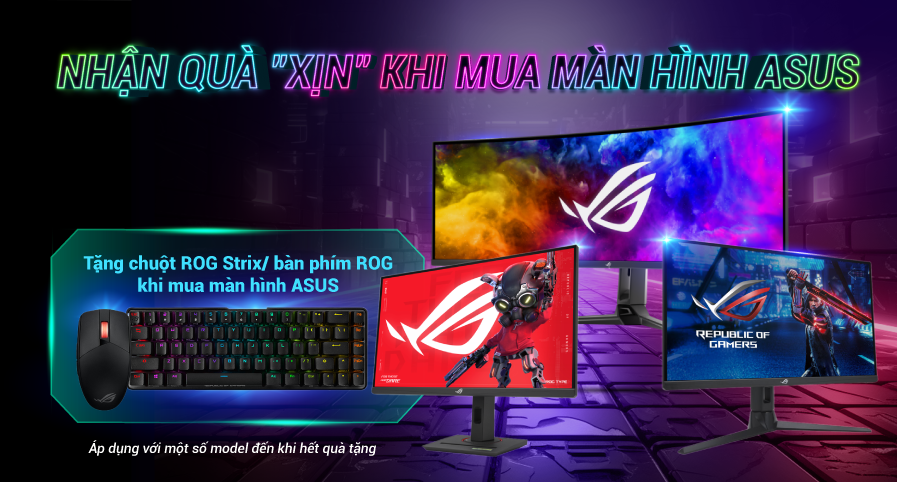 NHẬN QUÀ "XỊN" KHI MUA MÀN HÌNH ASUS
Tặng chuột ROG Strix/ bàn phím ROG
khi mua màn hình ASUS
REPUBLIC OF
GAMERS
Áp dụng với một số model đến khi hết quà tặng